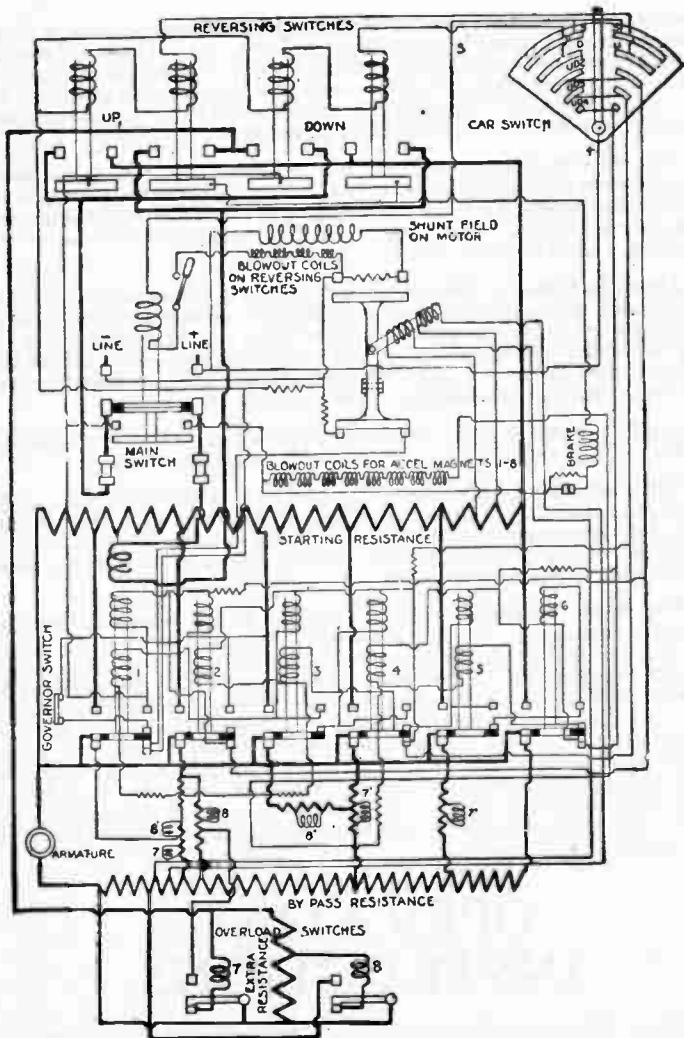 REVERSING SWITCHES
S
UP
DOWN
CAR SWITCH
SHUNT FIELD
ON MOTOR
BLOWOUT COILS
ON REVERSING
SWITCHES
- LINE
+ LINE
MAIN
SWITCH
BRAKE
BLOWOUT COILS FOR ACCEL MAGNETS 1-8
STARTING RESISTANCE
GOVERNOR SWITCH
1
2
3
4
5
6
8'
8
7
8'
7'
7"
ARMATURE
BY PASS RESISTANCE
OVERLOAD SWITCHES
7
EXTRA
RESISTANCE
8